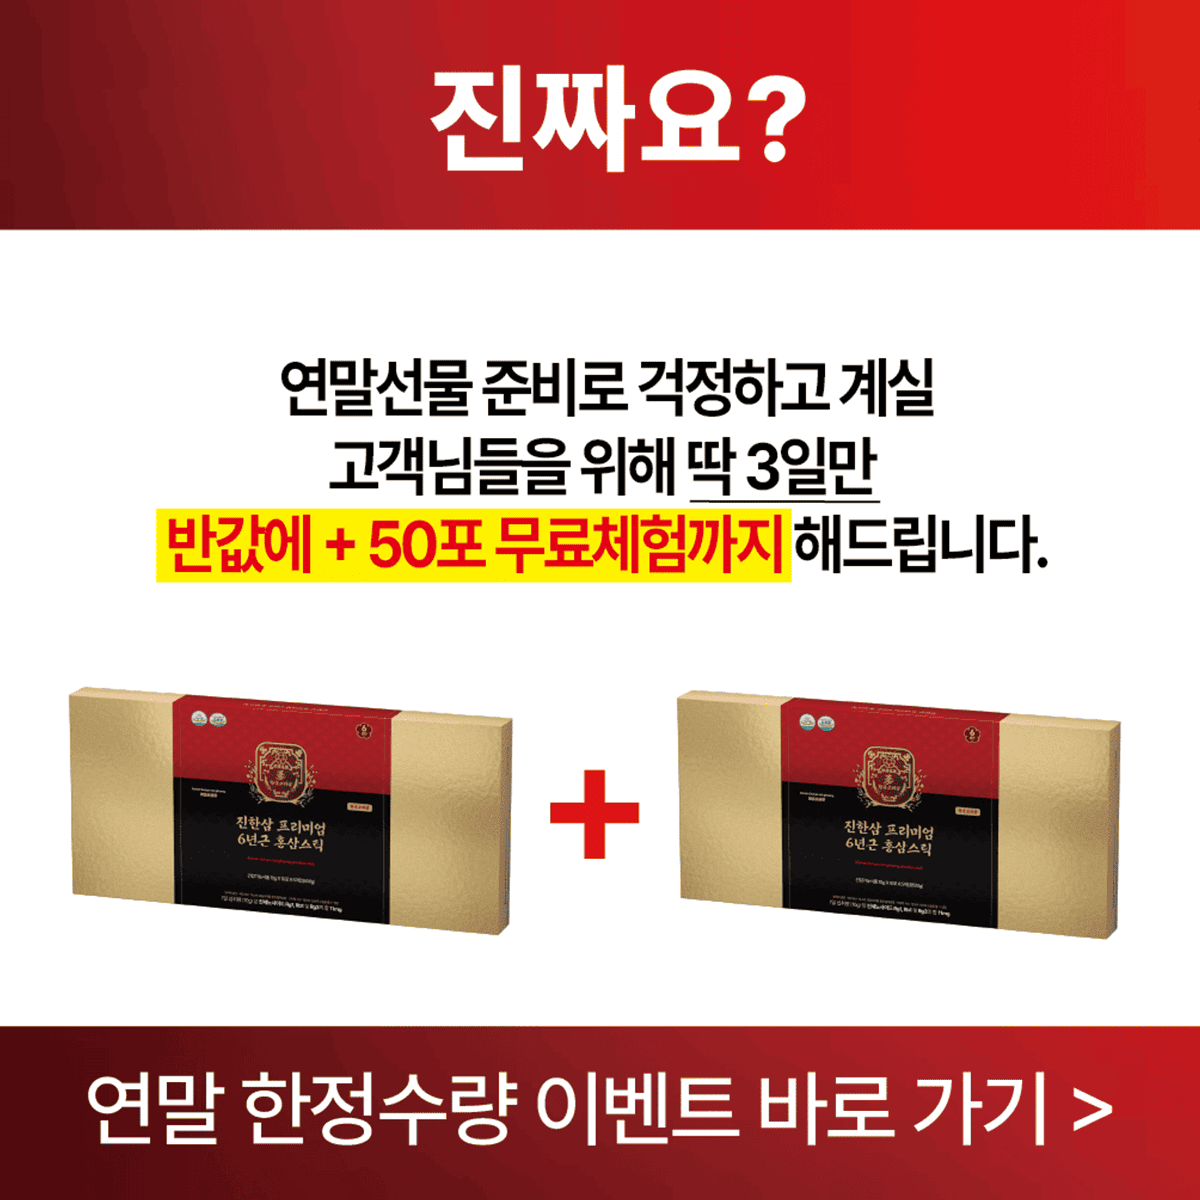 진짜요?
연말선물 준비로 걱정하고 계실
고객님들을 위해 딱 3일만
반값에 + 50포 무료체험까지 해드립니다.
진한삼 프리미엄
6년근 홍삼스틱
+
진한삼 프리미엄
6년근 홍삼스틱
연말 한정수량 이벤트 바로 가기 >